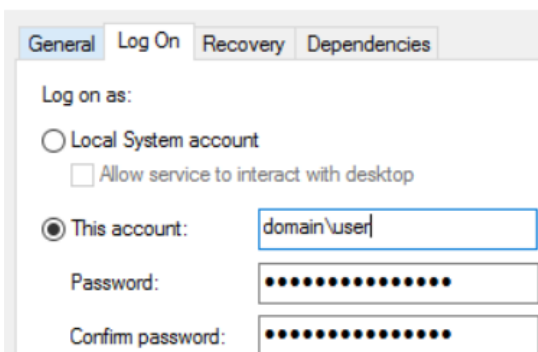 General Log On Recovery Dependencies
Log on as:
Local System account
Allow service to interact with desktop
This account: domain\user
Password: •••••••••••••••
Confirm password: •••••••••••••••